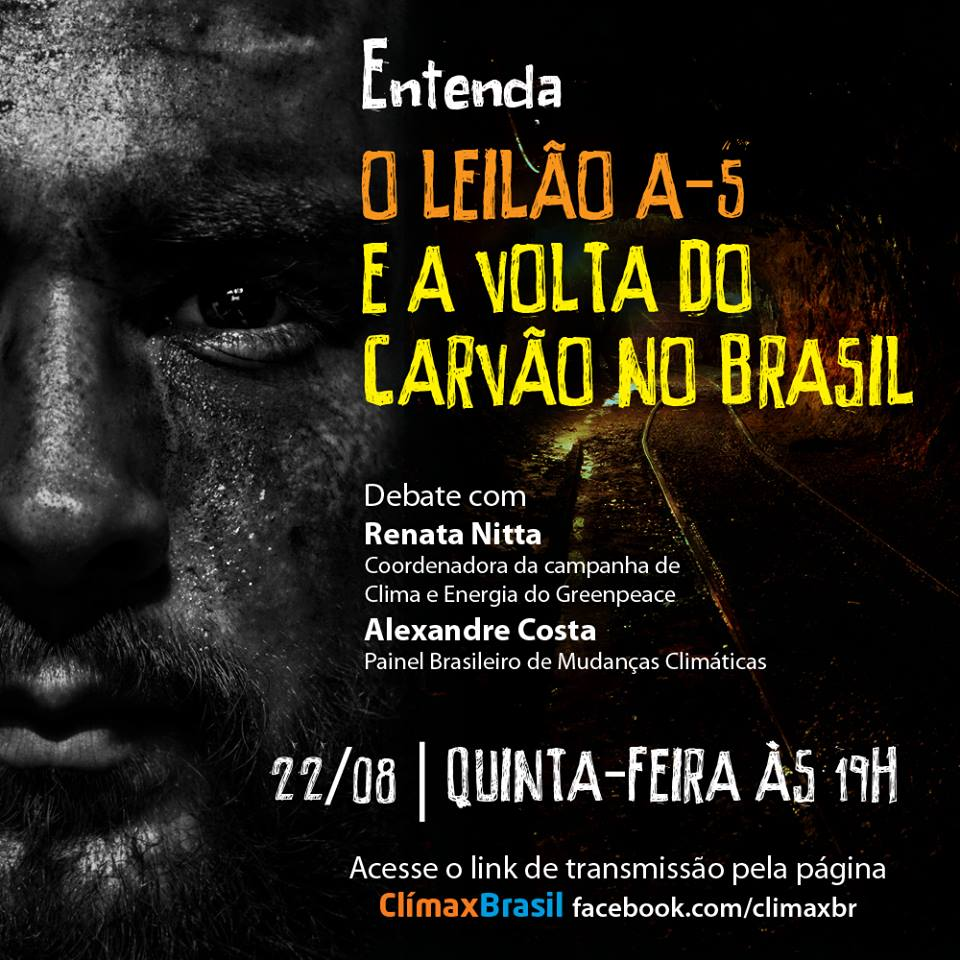 Entenda
O LEILÃO A-5
E A VOLTA DO
CARVÃO NO BRASIL
Debate com
Renata Nitta
Coordenadora da campanha de
Clima e Energia do Greenpeace
Alexandre Costa
Painel Brasileiro de Mudanças Climáticas
22/08 | QUINTA-FEIRA ÀS 19H
Acesse o link de transmissão pela página
ClímaxBrasil facebook.com/climaxbr